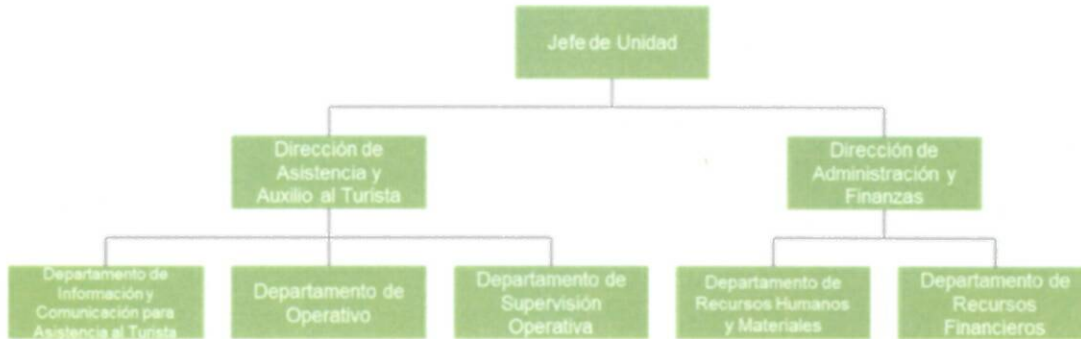 Jefe de Unidad
Dirección de
Asistencia y
Auxilio al Turista
Dirección de
Administración y
Finanzas
Departamento de
Información y
Comunicación para
Asistencia al Turista
Departamento de
Operativo
Departamento de
Supervisión
Operativa
Departamento de
Recursos Humanos
y Materiales
Departamento de
Recursos
Financieros